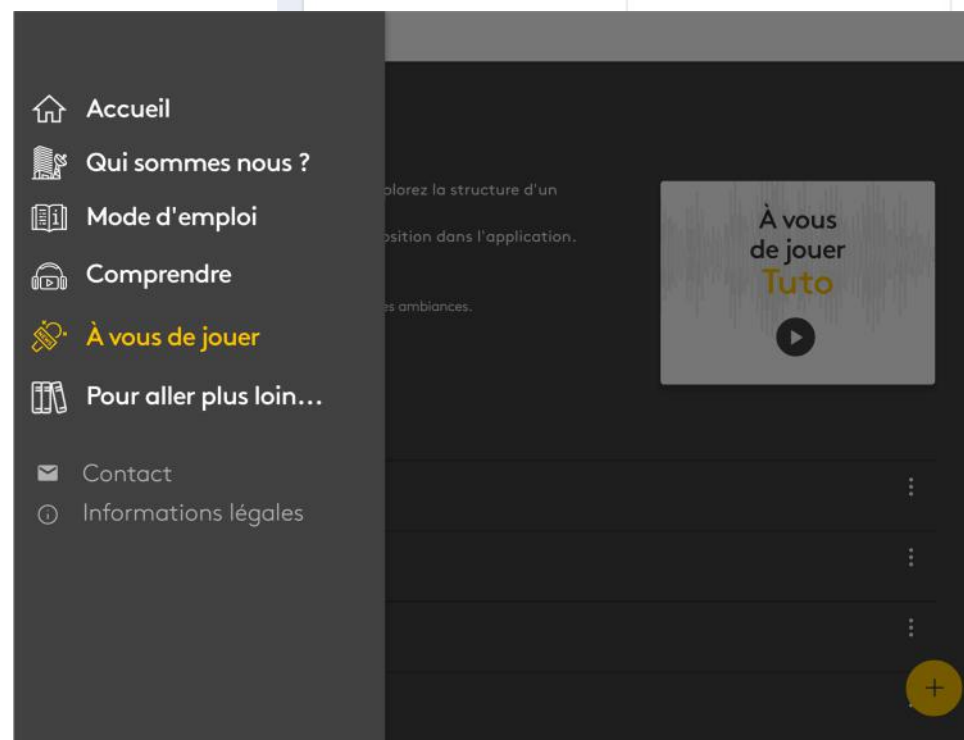 Accueil
Qui sommes nous ?
Mode d'emploi
Comprendre
À vous de jouer
Pour aller plus loin...
Contact
Informations légales
plorez la structure d'un
osition dans l'application.
es ambiances.
À vous
de jouer
Tuto